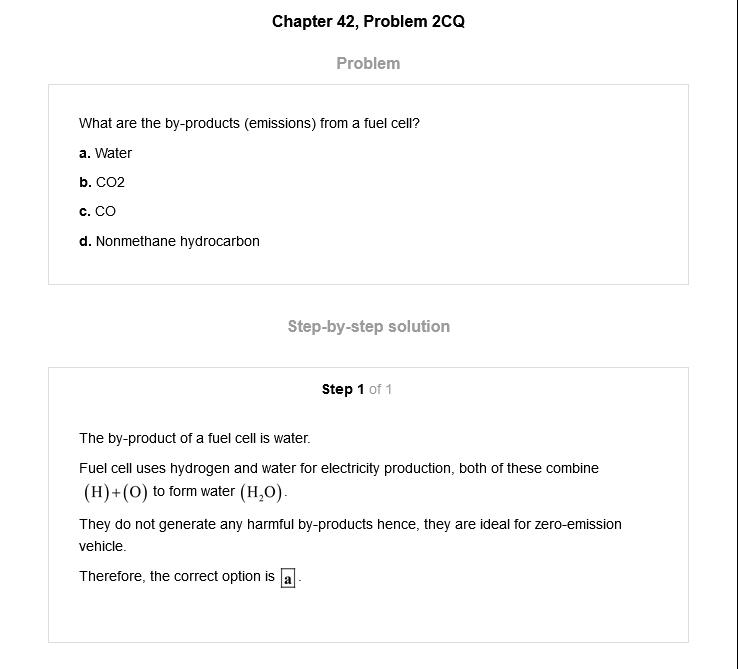 Chapter 42, Problem 2CQ
Problem
What are the by-products (emissions) from a fuel cell?
a. Water
b. CO2
c. CO
d. Nonmethane hydrocarbon
Step-by-step solution
Step 1 of 1
The by-product of a fuel cell is water.
Fuel cell uses hydrogen and water for electricity production, both of these combine
(H)+(O) to form water (H₂O).
They do not generate any harmful by-products hence, they are ideal for zero-emission
vehicle.
Therefore, the correct option is a.